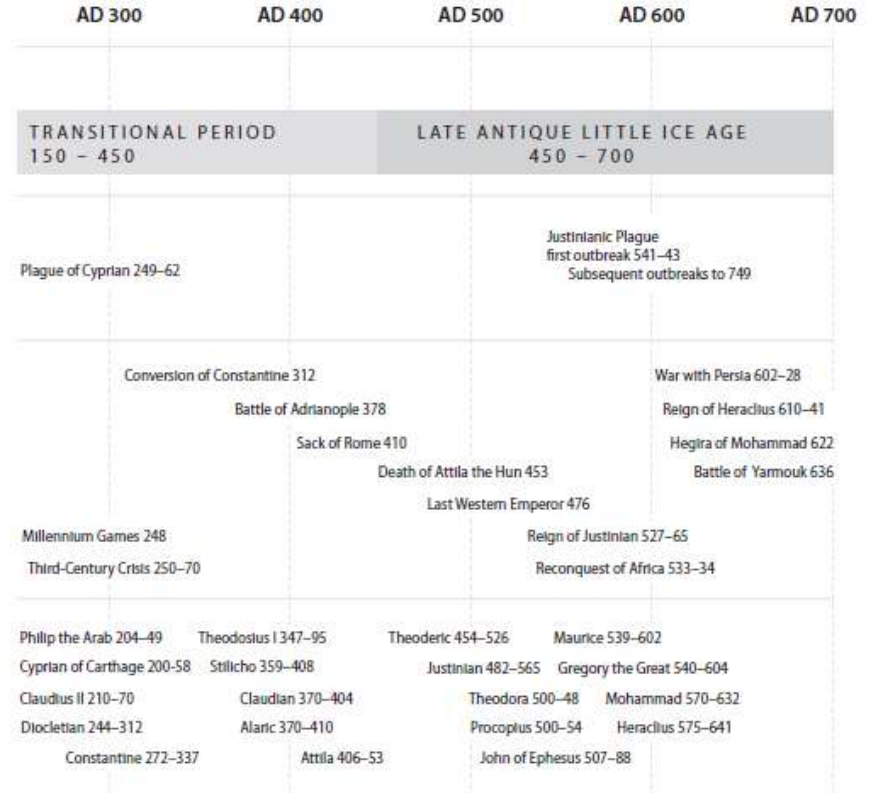 AD 300 AD 400 AD 500 AD 600 AD 700
TRANSITIONAL PERIOD
150 – 450
LATE ANTIQUE LITTLE ICE AGE
450 – 700
Plague of Cyprian 249–62
Justinianic Plague
first outbreak 541–43
Subsequent outbreaks to 749
Conversion of Constantine 312
War with Persia 602–28
Battle of Adrianople 378
Reign of Heraclius 610–41
Sack of Rome 410
Hegira of Mohammad 622
Death of Attila the Hun 453
Battle of Yarmouk 636
Last Western Emperor 476
Millennium Games 248
Reign of Justinian 527–65
Third-Century Crisis 250–70
Reconquest of Africa 533–34
Philip the Arab 204–49
Theodosius I 347–95
Theoderic 454–526
Maurice 539–602
Cyprian of Carthage 200-58
Stilicho 359–408
Justinian 482–565
Gregory the Great 540–604
Claudius II 210–70
Claudian 370–404
Theodora 500–48
Mohammad 570–632
Diocletian 244–312
Alaric 370–410
Procopius 500–54
Heraclius 575–641
Constantine 272–337
Attila 406–53
John of Ephesus 507–88